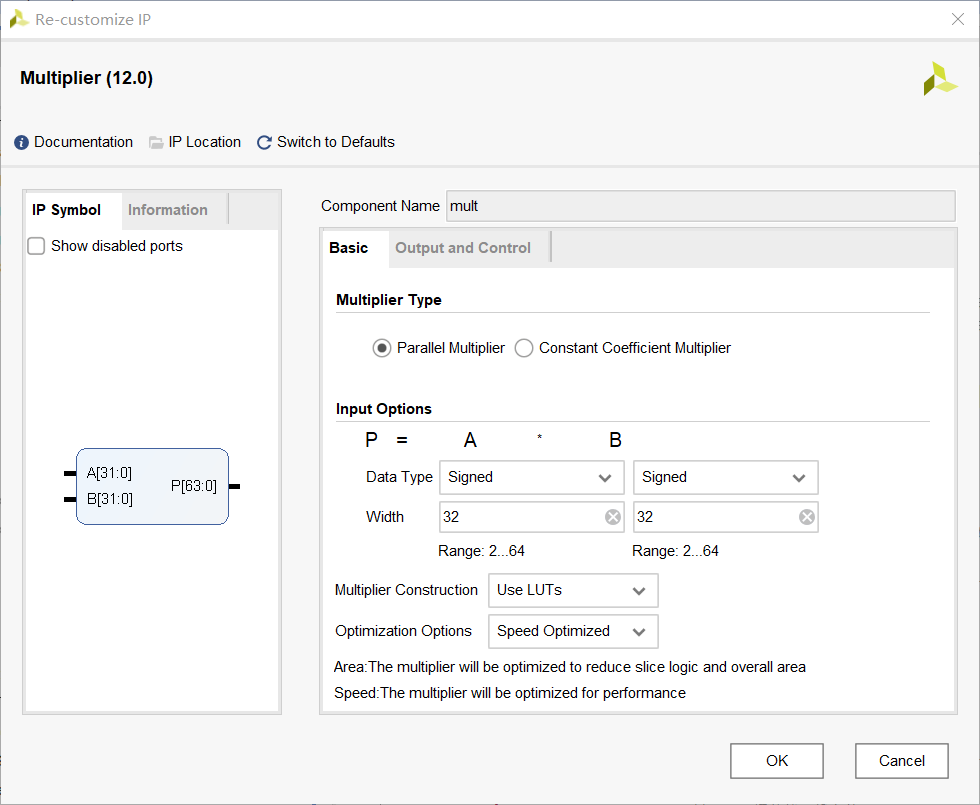 Re-customize IP
Multiplier (12.0)
Documentation IP Location Switch to Defaults
IP Symbol Information
Show disabled ports
A[31:0]
B[31:0]
P[63:0]
Component Name mult
Basic Output and Control
Multiplier Type
Parallel Multiplier Constant Coefficient Multiplier
Input Options
P = A * B
Data Type Signed Signed
Width 32 32
Range: 2...64 Range: 2...64
Multiplier Construction Use LUTs
Optimization Options Speed Optimized
Area:The multiplier will be optimized to reduce slice logic and overall area
Speed:The multiplier will be optimized for performance
OK Cancel